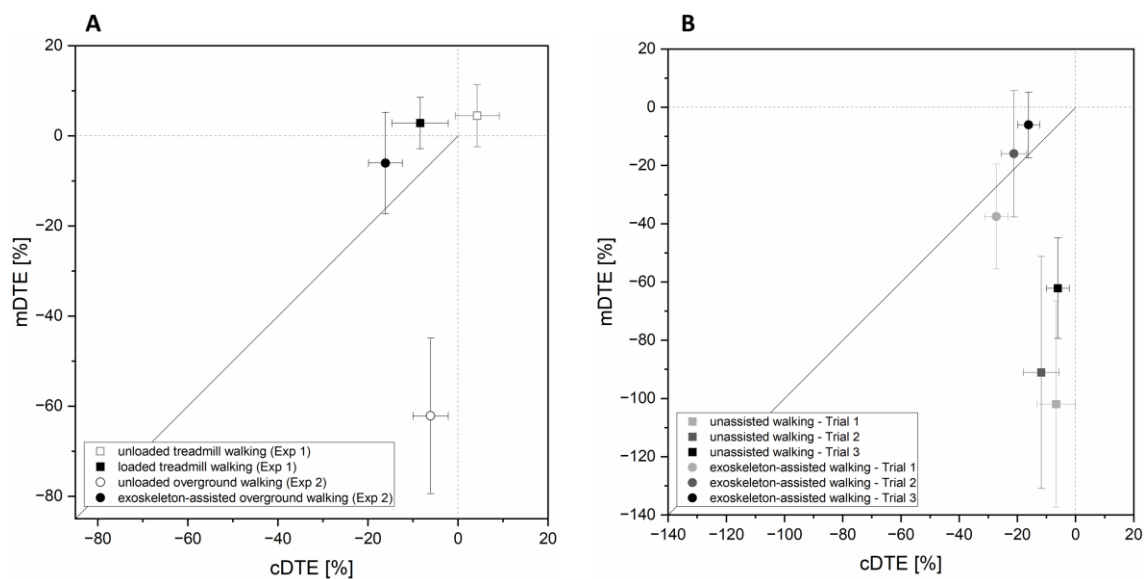 A
20
0
−20
−40
−60
−80
mDTE [%]
unloaded treadmill walking (Exp 1)
loaded treadmill walking (Exp 1)
unloaded overground walking (Exp 2)
exoskeleton-assisted overground walking (Exp 2)
−80 −60 −40 −20 0 20
cDTE [%]
B
20
0
−20
−40
−60
−80
−100
−120
−140
mDTE [%]
unassisted walking - Trial 1
unassisted walking - Trial 2
unassisted walking - Trial 3
exoskeleton-assisted walking - Trial 1
exoskeleton-assisted walking - Trial 2
exoskeleton-assisted walking - Trial 3
−140 −120 −100 −80 −60 −40 −20 0 20
cDTE [%]